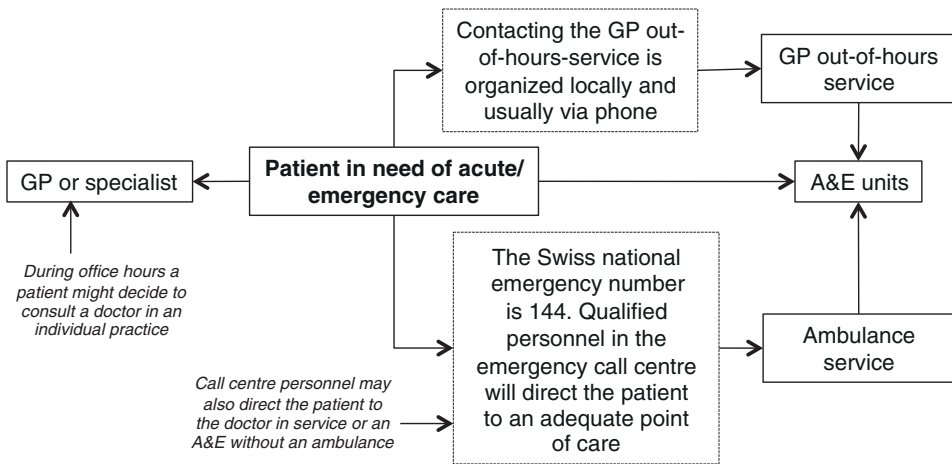 Contacting the GP out-
of-hours-service is
organized locally and
usually via phone
GP out-of-hours
service
GP or specialist
Patient in need of acute/
emergency care
A&E units
During office hours a
patient might decide to
consult a doctor in an
individual practice
The Swiss national
emergency number
is 144. Qualified
personnel in the
emergency call centre
will direct the patient
to an adequate point
of care
Ambulance
service
Call centre personnel may
also direct the patient to
the doctor in service or an
A&E without an ambulance